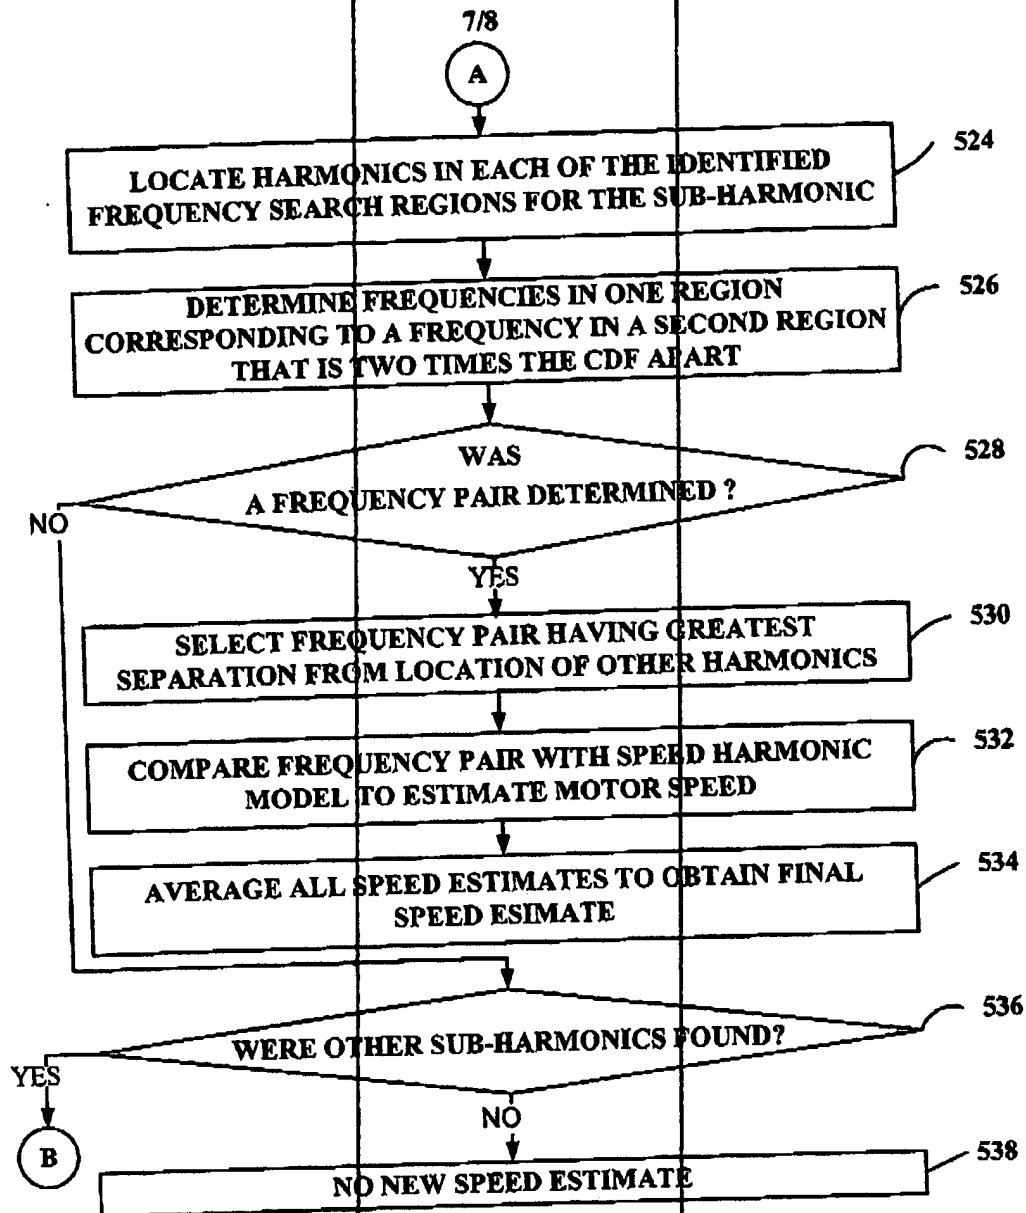 7/8
A
524
LOCATE HARMONICS IN EACH OF THE IDENTIFIED
FREQUENCY SEARCH REGIONS FOR THE SUB-HARMONIC
526
DETERMINE FREQUENCIES IN ONE REGION
CORRESPONDING TO A FREQUENCY IN A SECOND REGION
THAT IS TWO TIMES THE CDF APART
528
WAS
A FREQUENCY PAIR DETERMINED ?
NO
YES
530
SELECT FREQUENCY PAIR HAVING GREATEST
SEPARATION FROM LOCATION OF OTHER HARMONICS
532
COMPARE FREQUENCY PAIR WITH SPEED HARMONIC
MODEL TO ESTIMATE MOTOR SPEED
534
AVERAGE ALL SPEED ESTIMATES TO OBTAIN FINAL
SPEED ESIMATE
536
WERE OTHER SUB-HARMONICS FOUND?
YES
NO
B
538
NO NEW SPEED ESTIMATE